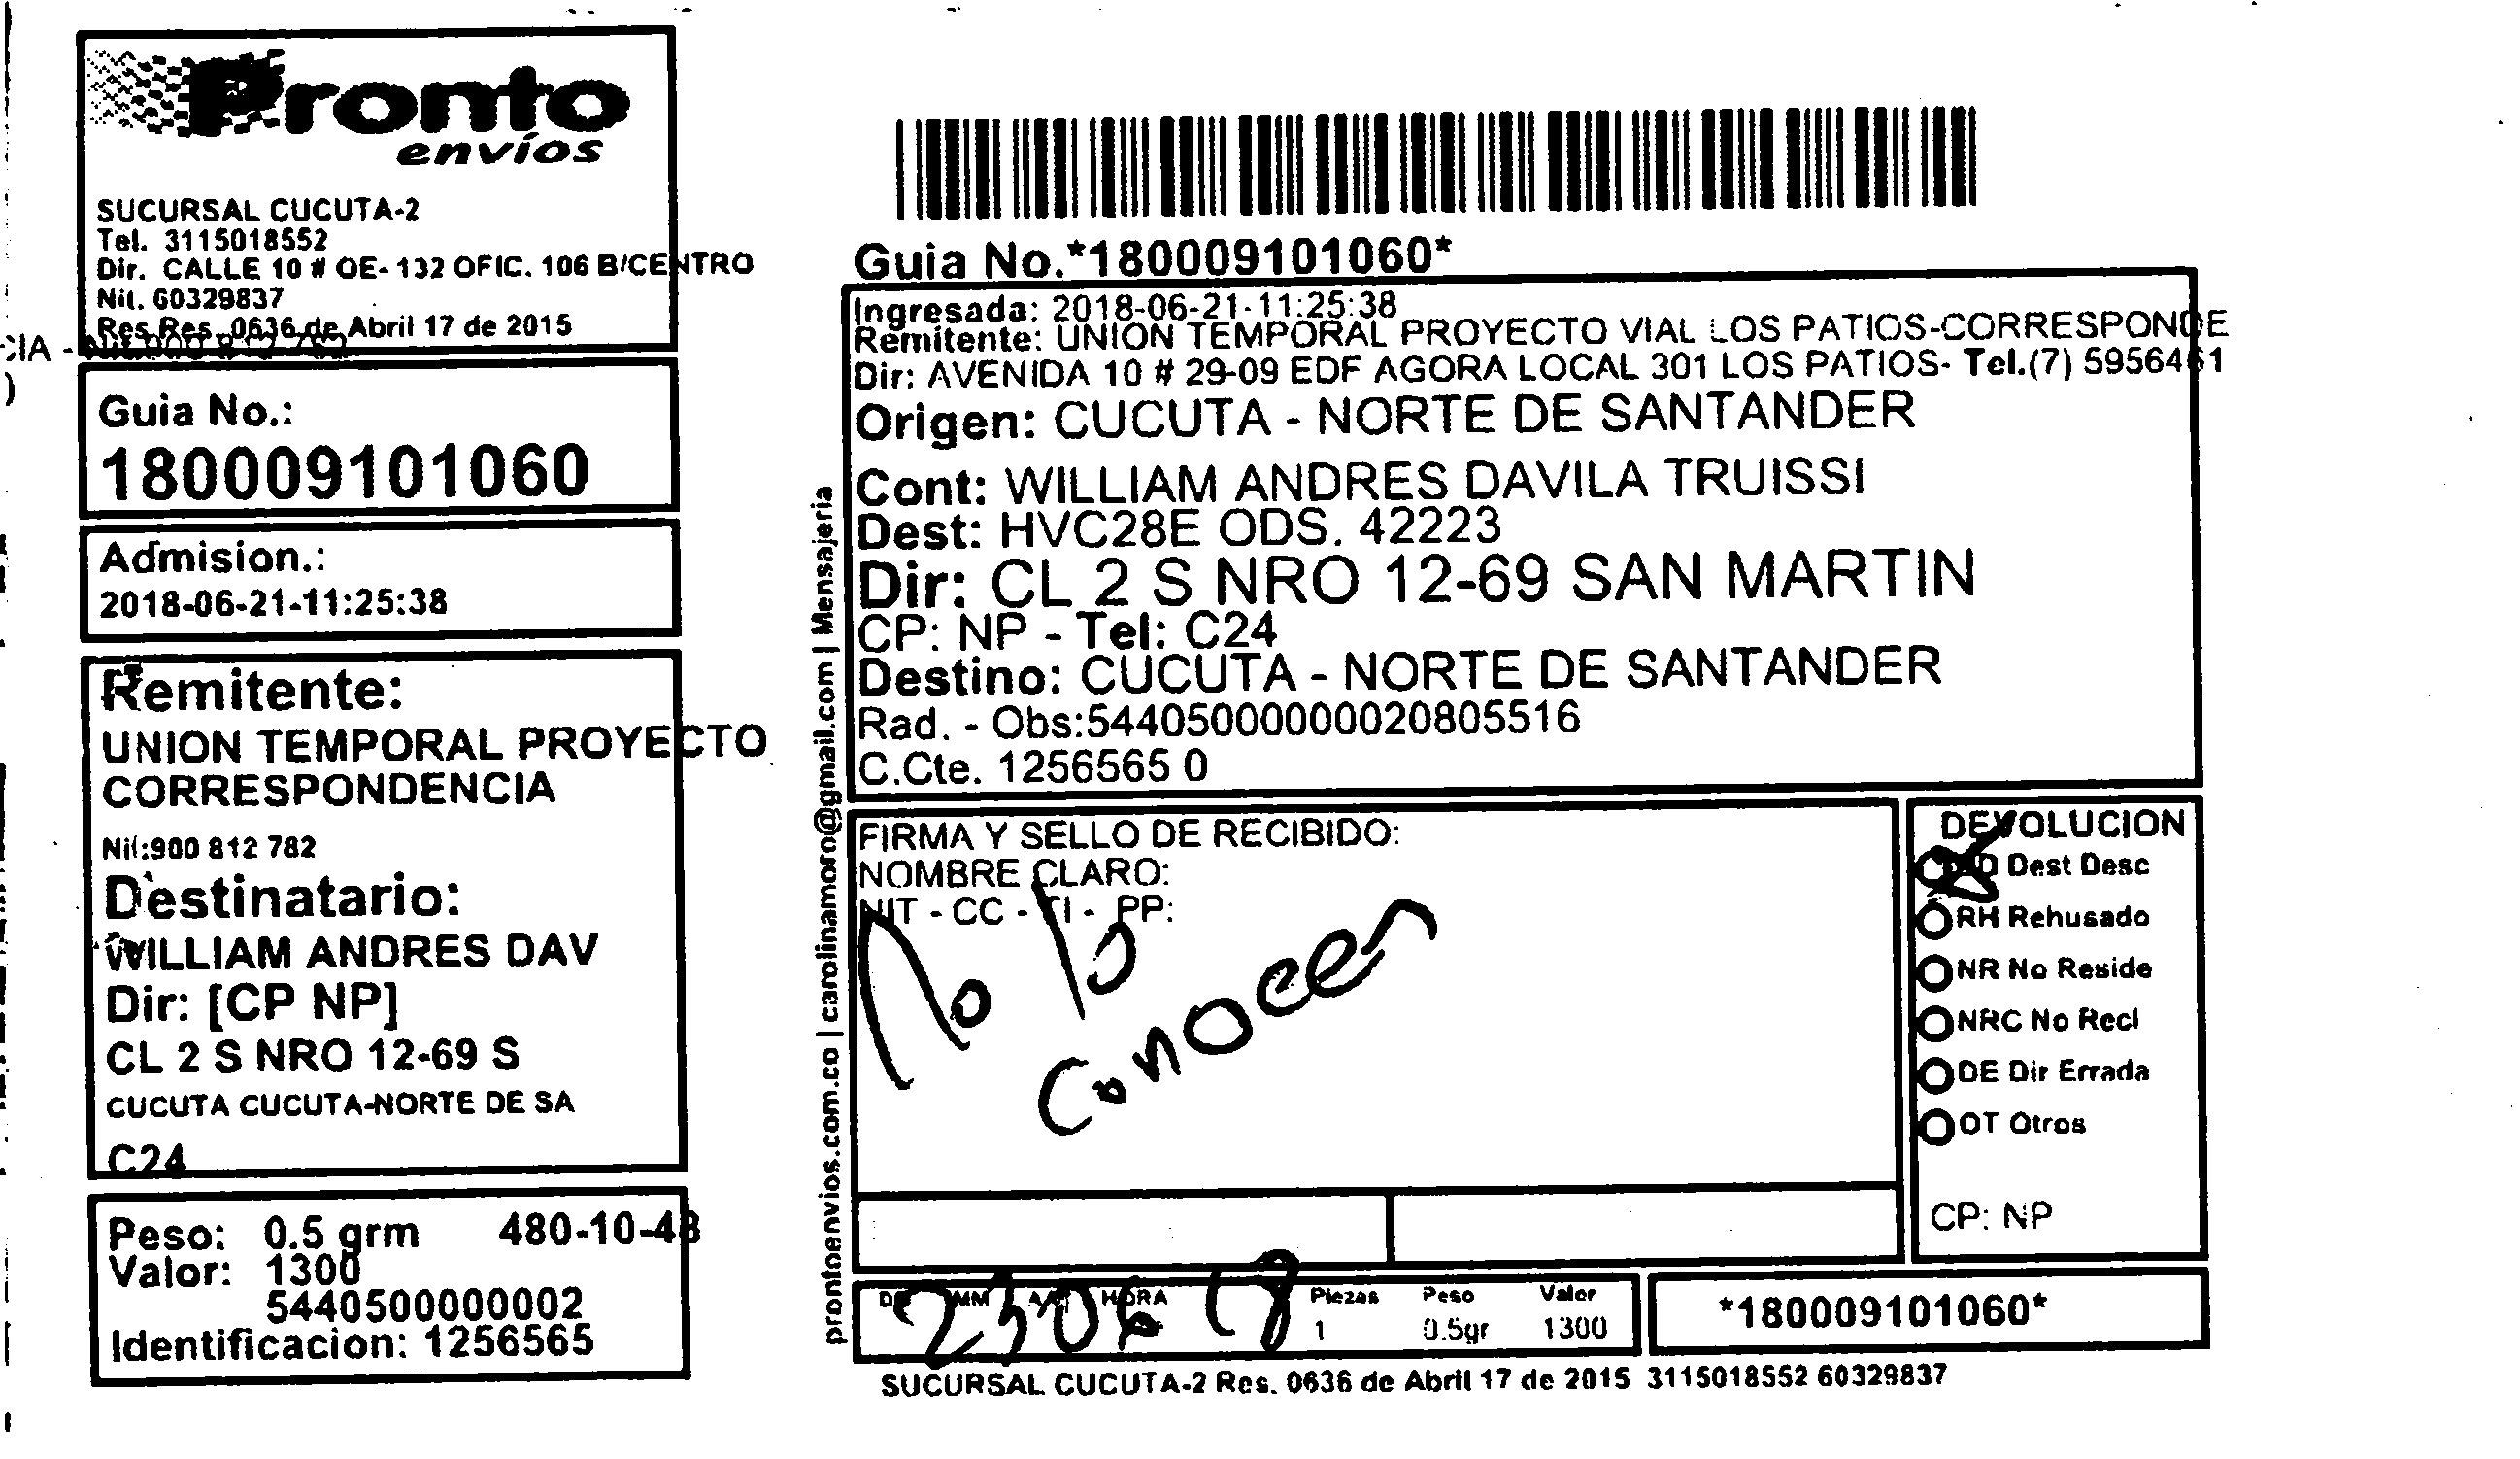 Pronto
envíos
SUCURSAL CUCUTA-2
Tel. 3115018552
Dir. CALLE 10 # OE-132 OFIC. 106 B/CENTRO
Nit. 60329837
Res.Res. 0636 de Abril 17 de 2015
CIA -
)
Guia No.:
180009101060
Admision.:
2018-06-21-11:25:38
Remitente:
UNION TEMPORAL PROYECTO
CORRESPONDENCIA
Nit:900 812 782
Destinatario:
WILLIAM ANDRES DAV
Dir: [CP NP]
CL 2 S NRO 12-69 S
CUCUTA CUCUTA-NORTE DE SA
C24
Peso: 0.5 grm 480-10-48
Valor: 1300
5440500000002
Identificacion: 1256565
prontoenvios.com.co | carolinamoro@gmail.com | Mensajeria
Guia No.*180009101060*
Ingresada: 2018-06-21-11:25:38
Remitente: UNION TEMPORAL PROYECTO VIAL LOS PATIOS-CORRESPONDE
Dir: AVENIDA 10 # 29-09 EDF AGORA LOCAL 301 LOS PATIOS- Tel.(7) 5956461
Origen: CUCUTA - NORTE DE SANTANDER
Cont: WILLIAM ANDRES DAVILA TRUISSI
Dest: HVC28E ODS. 42223
Dir: CL 2 S NRO 12-69 SAN MARTIN
CP: NP - Tel: C24
Destino: CUCUTA - NORTE DE SANTANDER
Rad. - Obs:544050000000020805516
C.Cte. 1256565 0
FIRMA Y SELLO DE RECIBIDO:
NOMBRE CLARO:
NIT - CC - TI - PP:
No lo
Conocen
DEVOLUCION
Dest Desc
RH Rehusado
NR No Reside
NRC No Recl
DE Dir Errada
OT Otros
CP: NP
MM HORA Piezas Peso Valor
1 0.5gr 1300
*180009101060*
SUCURSAL CUCUTA-2 Res. 0636 de Abril 17 de 2015 3115018552 60329837